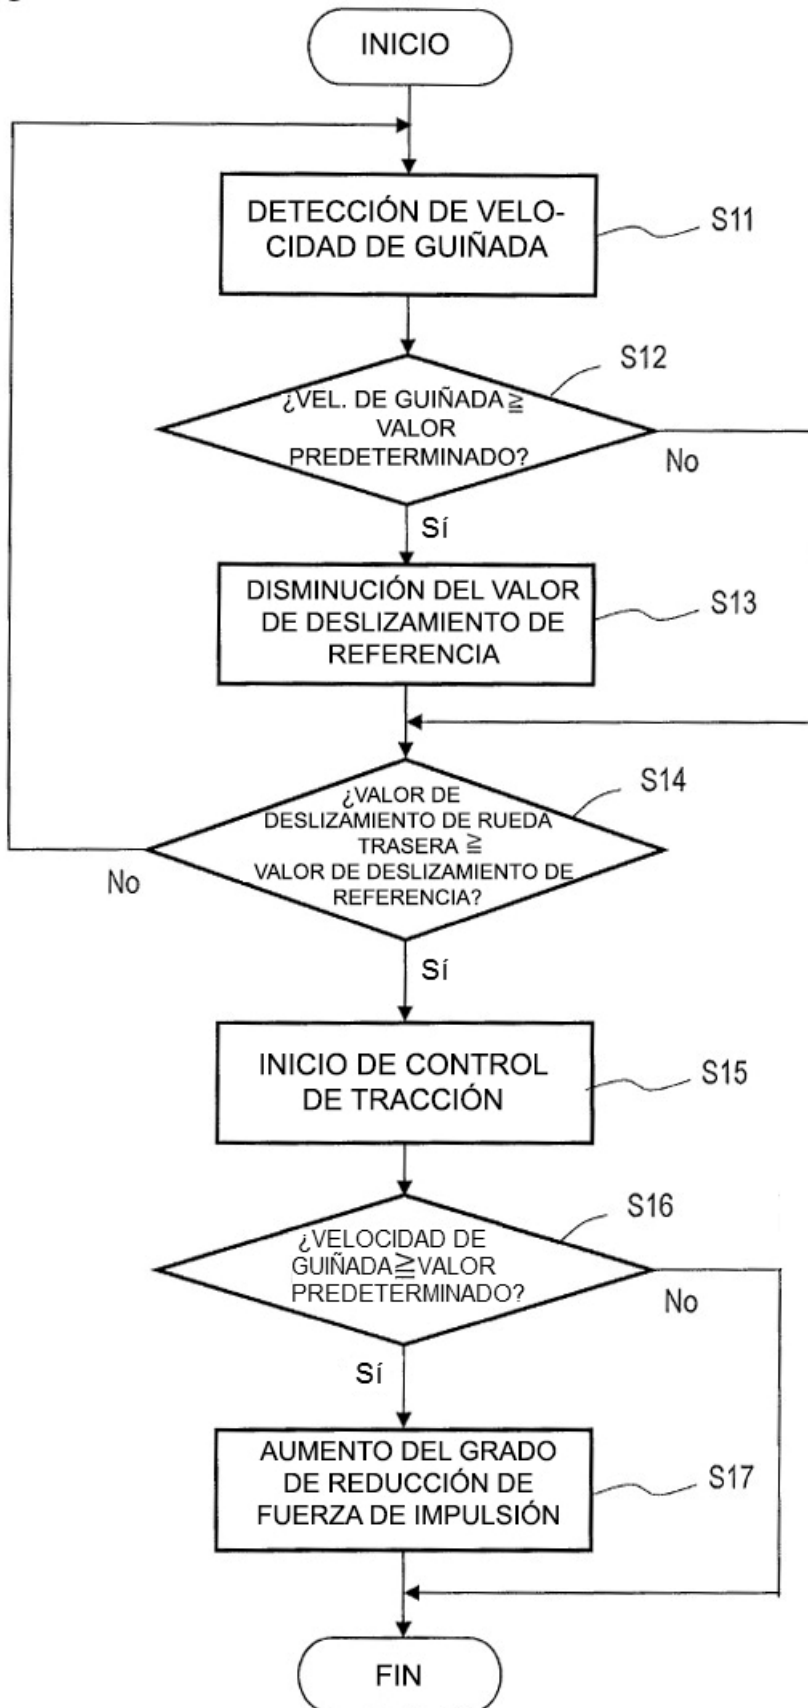 INICIO
DETECCIÓN DE VELO-
CIDAD DE GUIÑADA
S11
S12
¿VEL. DE GUIÑADA ≧
VALOR
PREDETERMINADO?
No
Sí
DISMINUCIÓN DEL VALOR
DE DESLIZAMIENTO DE
REFERENCIA
S13
S14
¿VALOR DE
DESLIZAMIENTO DE RUEDA
TRASERA ≧
VALOR DE DESLIZAMIENTO DE
REFERENCIA?
No
Sí
INICIO DE CONTROL
DE TRACCIÓN
S15
S16
¿VELOCIDAD DE
GUIÑADA≧VALOR
PREDETERMINADO?
No
Sí
AUMENTO DEL GRADO
DE REDUCCIÓN DE
FUERZA DE IMPULSIÓN
S17
FIN